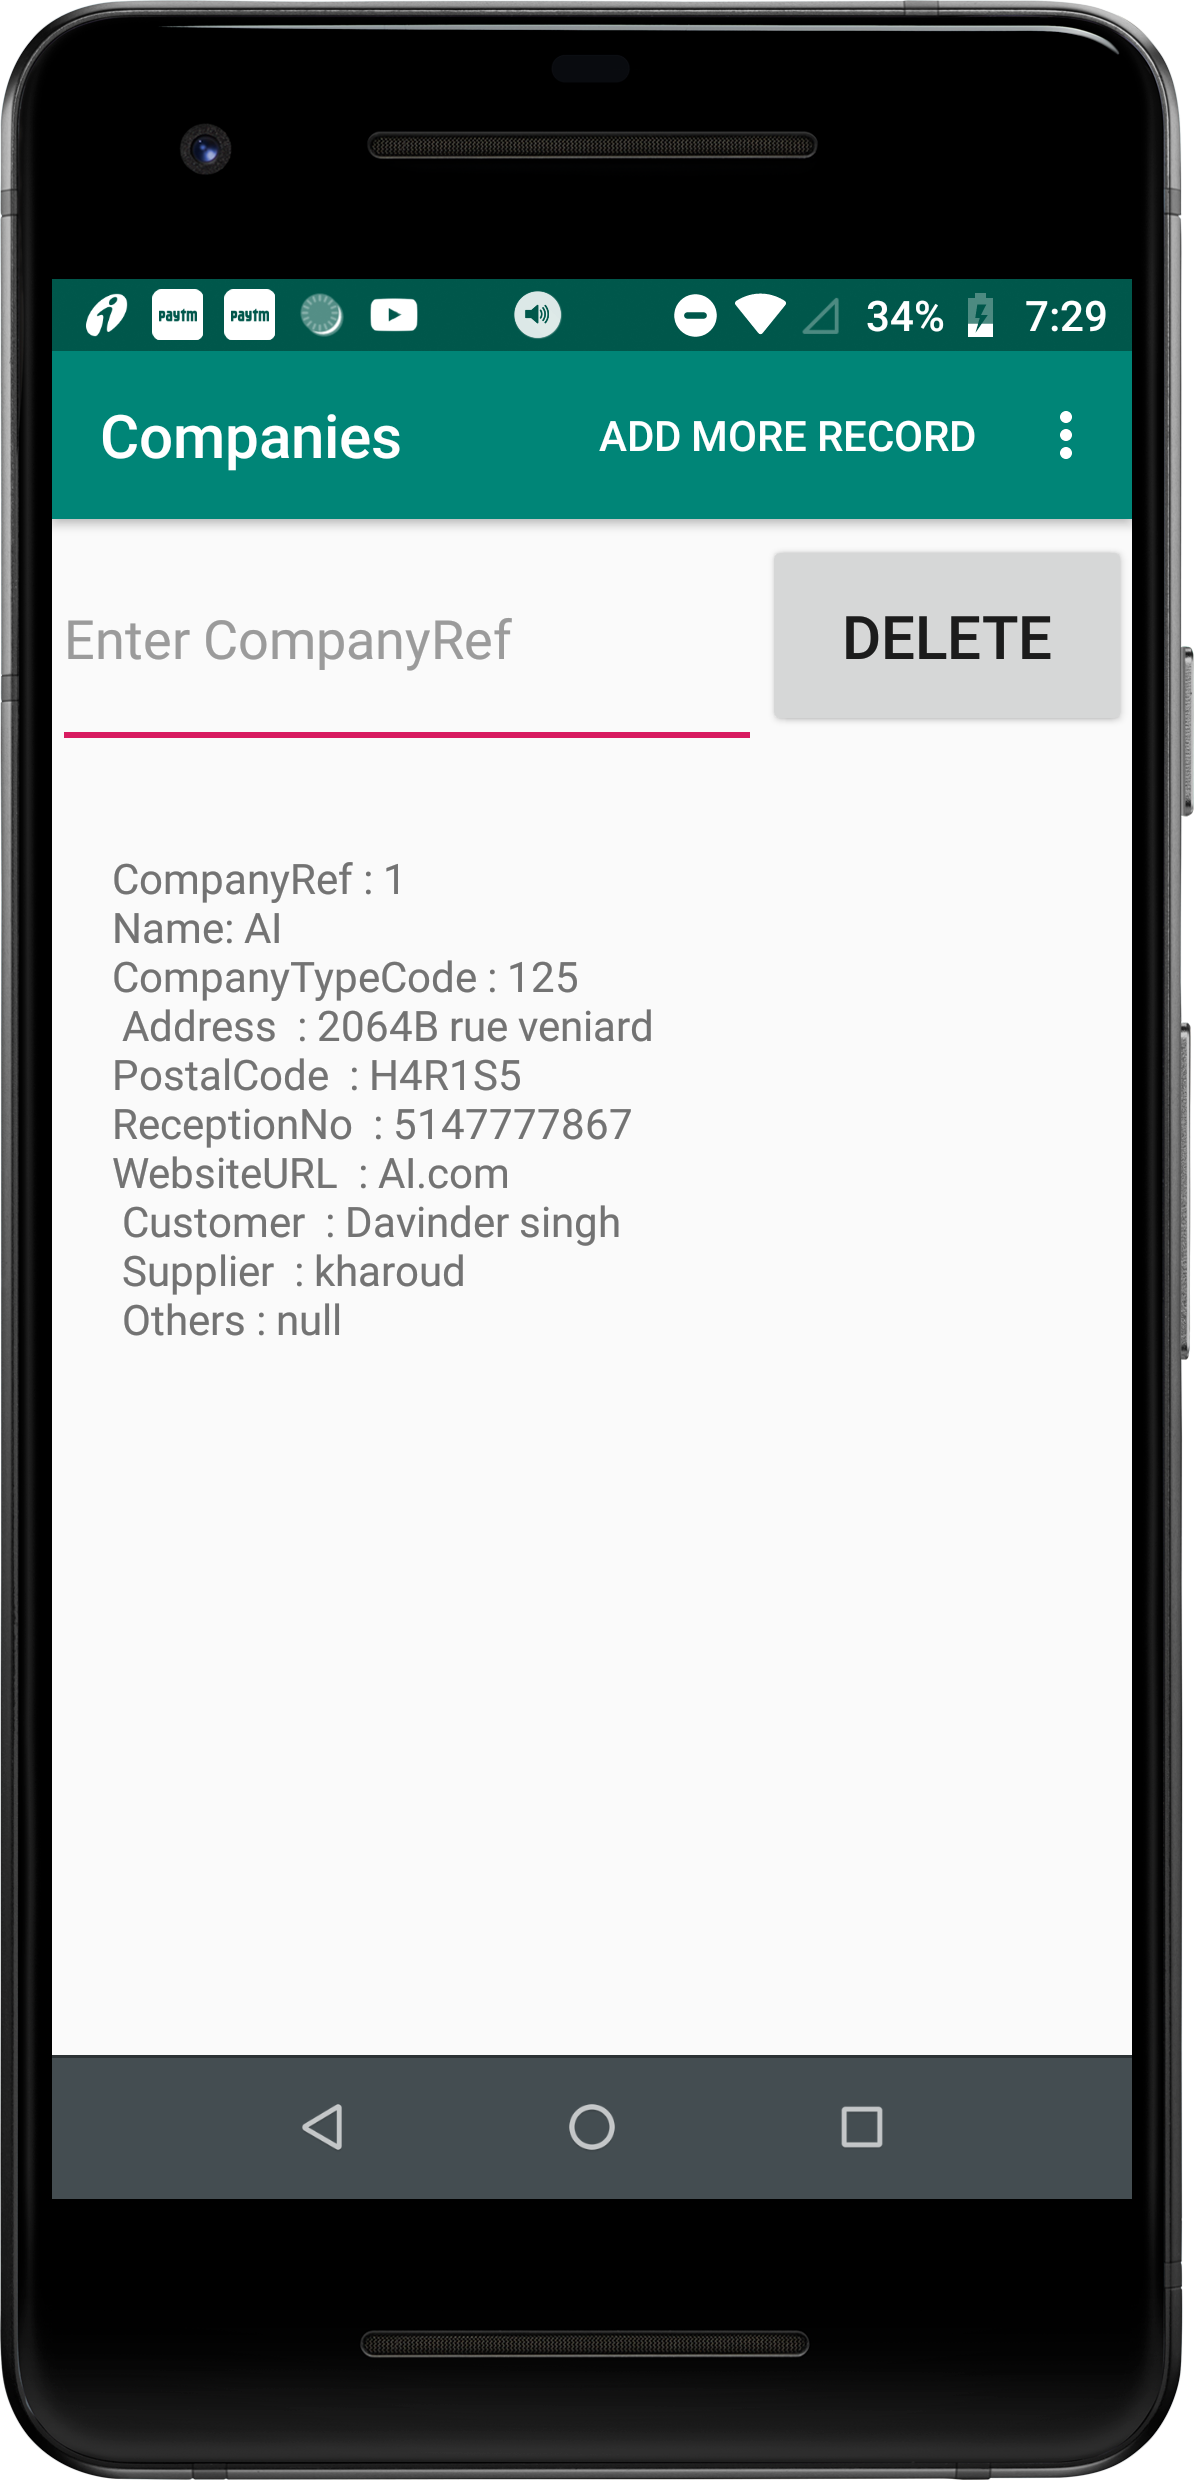 paytm paytm 34% 7:29
Companies ADD MORE RECORD
Enter CompanyRef DELETE
CompanyRef : 1
Name: AI
CompanyTypeCode : 125
Address : 2064B rue veniard
PostalCode : H4R1S5
ReceptionNo : 5147777867
WebsiteURL : AI.com
Customer : Davinder singh
Supplier : kharoud
Others : null